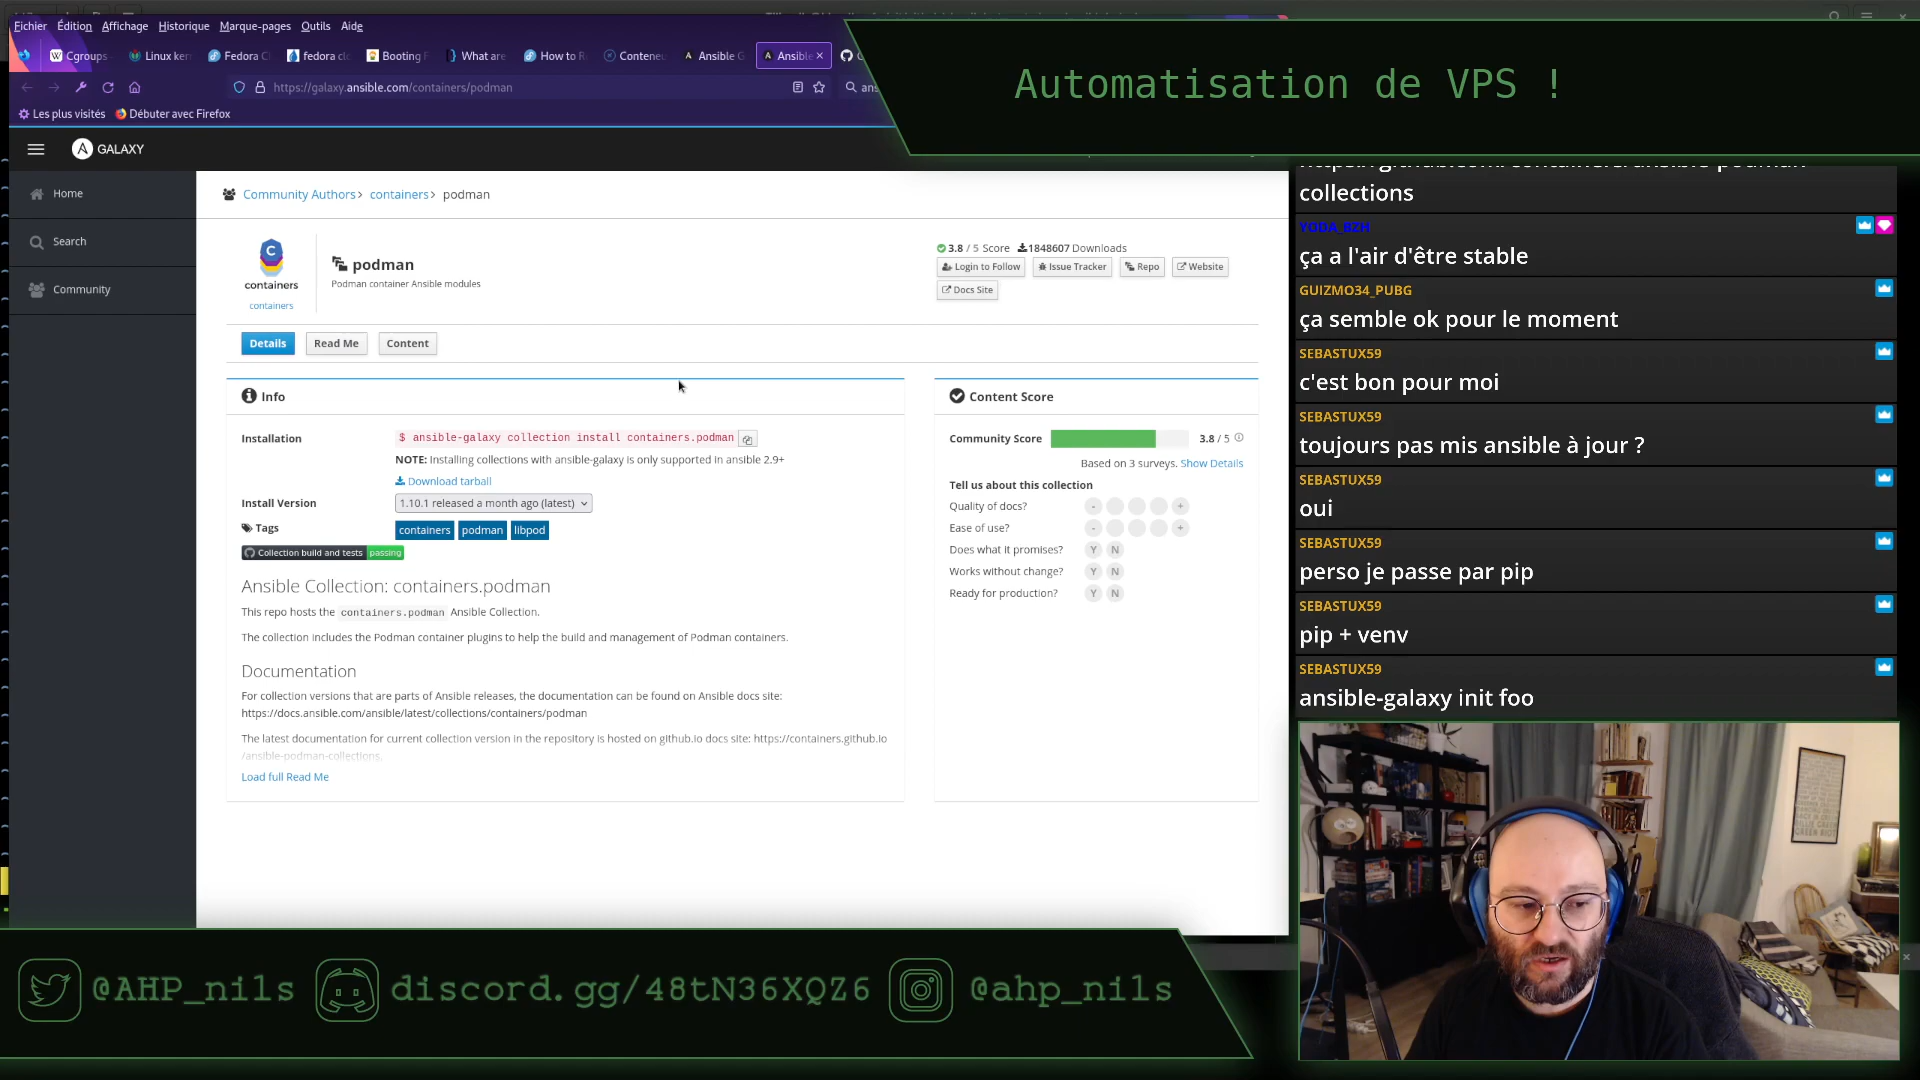 Fichier Édition Affichage Historique Marque-pages Outils Aide
Cgroups Linux ker Fedora C fedora cl Booting F What are How to R Conteneu Ansible G Ansible
https://galaxy.ansible.com/containers/podman
ans
Les plus visités Débuter avec Firefox
Automatisation de VPS !
GALAXY
Home
Search
Community
Community Authors> containers> podman
containers
containers
podman
Podman container Ansible modules
3.8 / 5 Score 1848607 Downloads
Login to Follow Issue Tracker Repo Website
Docs Site
Details Read Me Content
Info
Installation $ ansible-galaxy collection install containers.podman
NOTE: Installing collections with ansible-galaxy is only supported in ansible 2.9+
Download tarball
Install Version 1.10.1 released a month ago (latest)
Tags containers podman libpod
Collection build and tests passing
Ansible Collection: containers.podman
This repo hosts the containers.podman Ansible Collection.
The collection includes the Podman container plugins to help the build and management of Podman containers.
Documentation
For collection versions that are parts of Ansible releases, the documentation can be found on Ansible docs site:
https://docs.ansible.com/ansible/latest/collections/containers/podman
The latest documentation for current collection version in the repository is hosted on github.io docs site: https://containers.github.io
/ansible-podman-collections.
Load full Read Me
Content Score
Community Score 3.8 / 5
Based on 3 surveys. Show Details
Tell us about this collection
Quality of docs? - +
Ease of use? - +
Does what it promises? Y N
Works without change? Y N
Ready for production? Y N
collections
YODA_BZH
ça a l'air d'être stable
GUIZMO34_PUBG
ça semble ok pour le moment
SEBASTUX59
c'est bon pour moi
SEBASTUX59
toujours pas mis ansible à jour ?
SEBASTUX59
oui
SEBASTUX59
perso je passe par pip
SEBASTUX59
pip + venv
SEBASTUX59
ansible-galaxy init foo
@AHP_nils discord.gg/48tN36XQZ6 @ahp_nils